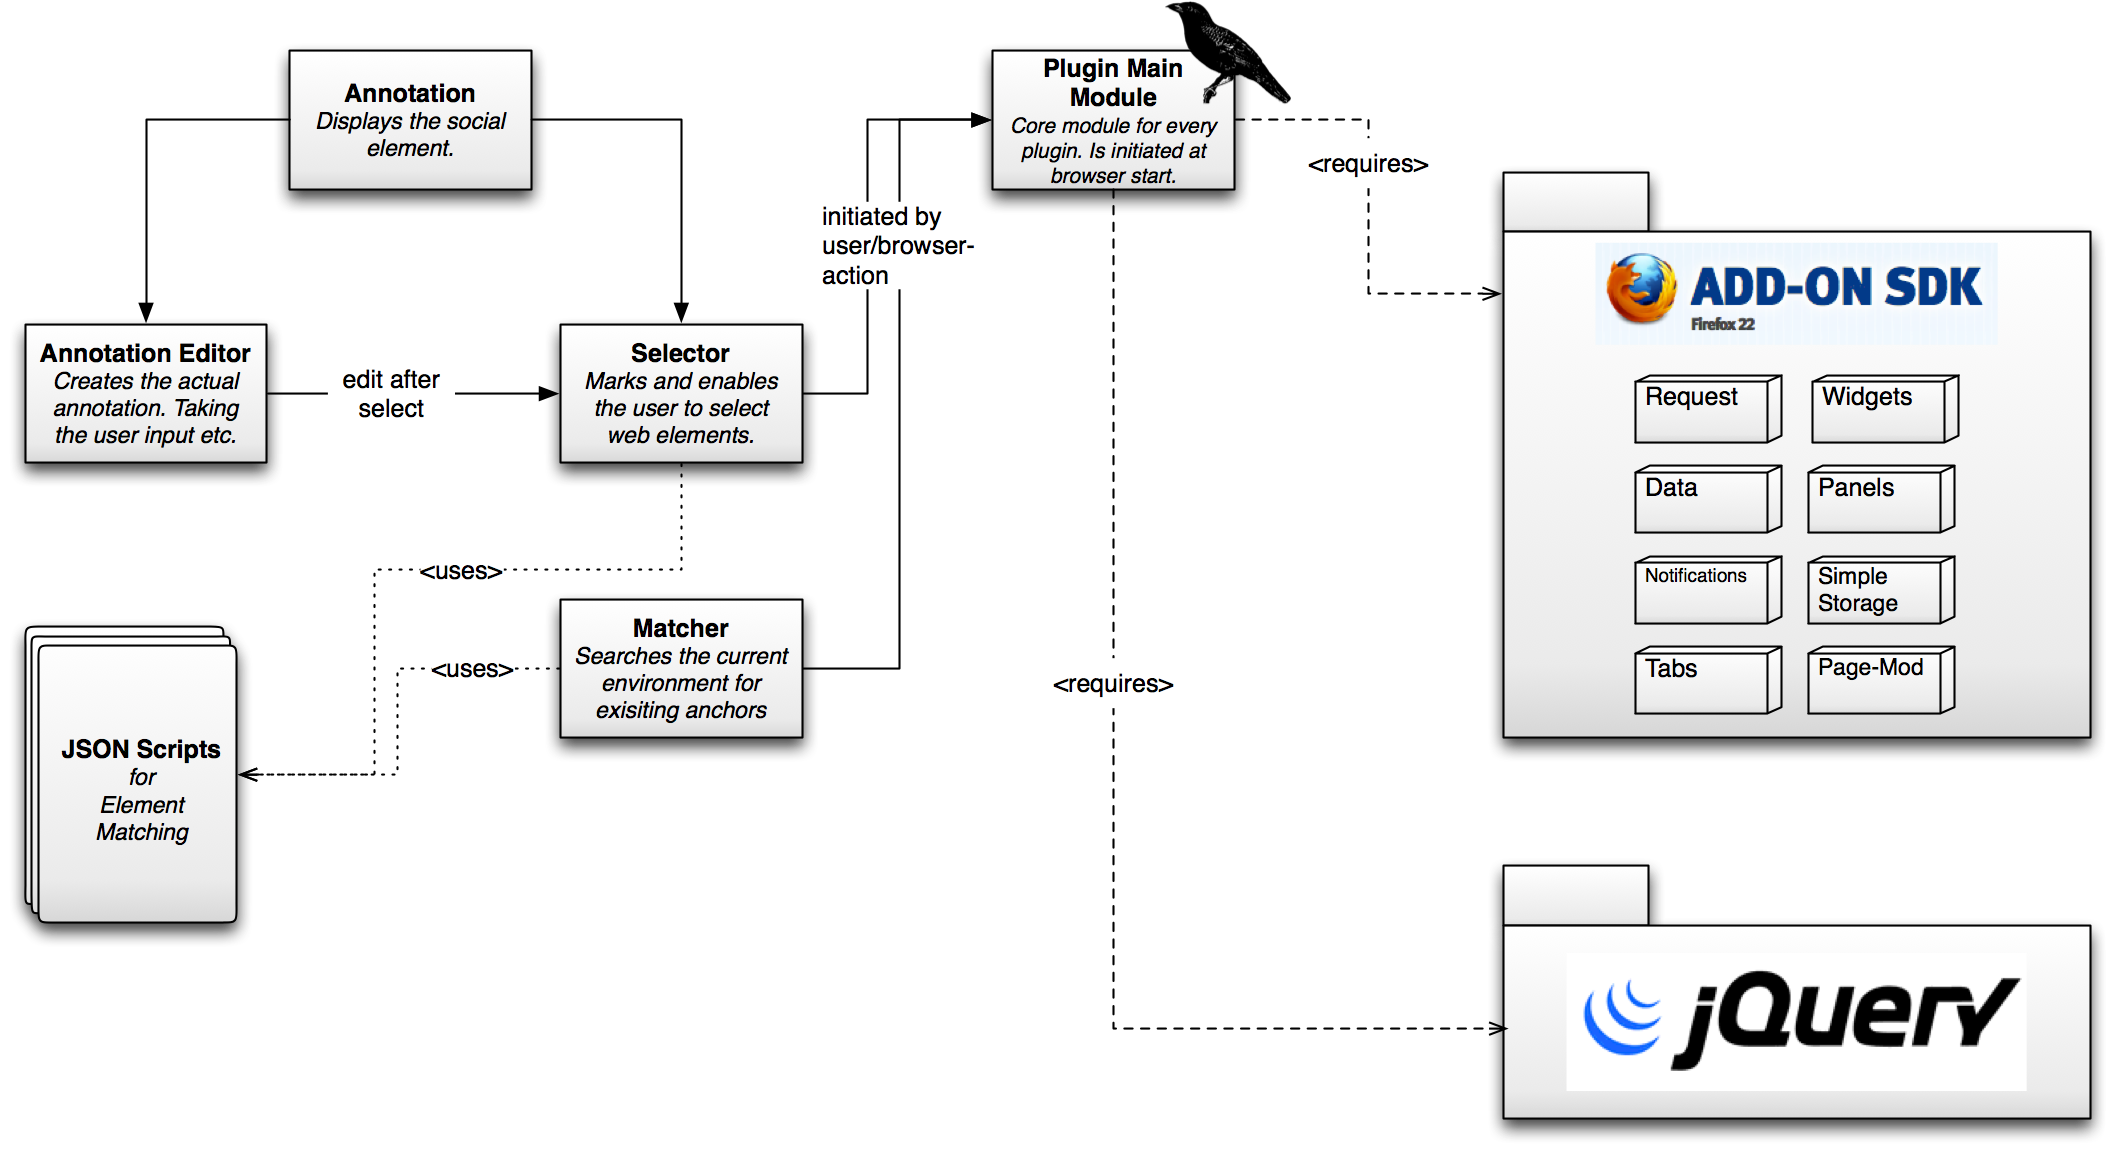 Annotation
Displays the social
element.
Plugin Main
Module
Core module for every
plugin. Is initiated at
browser start.
<requires>
initiated by
user/browser-
action
ADD-ON SDK
Firefox 22
Annotation Editor
Creates the actual
annotation. Taking
the user input etc.
edit after
select
Selector
Marks and enables
the user to select
web elements.
Request
Widgets
Data
Panels
Notifications
Simple
Storage
Tabs
Page-Mod
<uses>
Matcher
Searches the current
environment for
exisiting anchors
<uses>
<requires>
JSON Scripts
for
Element
Matching
jQuery